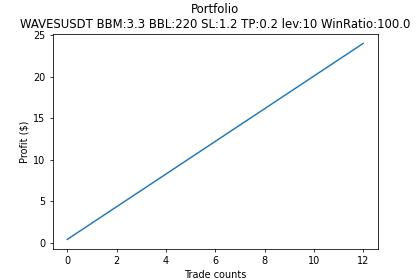 Portfolio
WAVESUSDT BBM:3.3 BBL:220 SL:1.2 TP:0.2 lev:10 WinRatio:100.0
25
20
15
10
5
0
Profit ($)
0 2 4 6 8 10 12
Trade counts